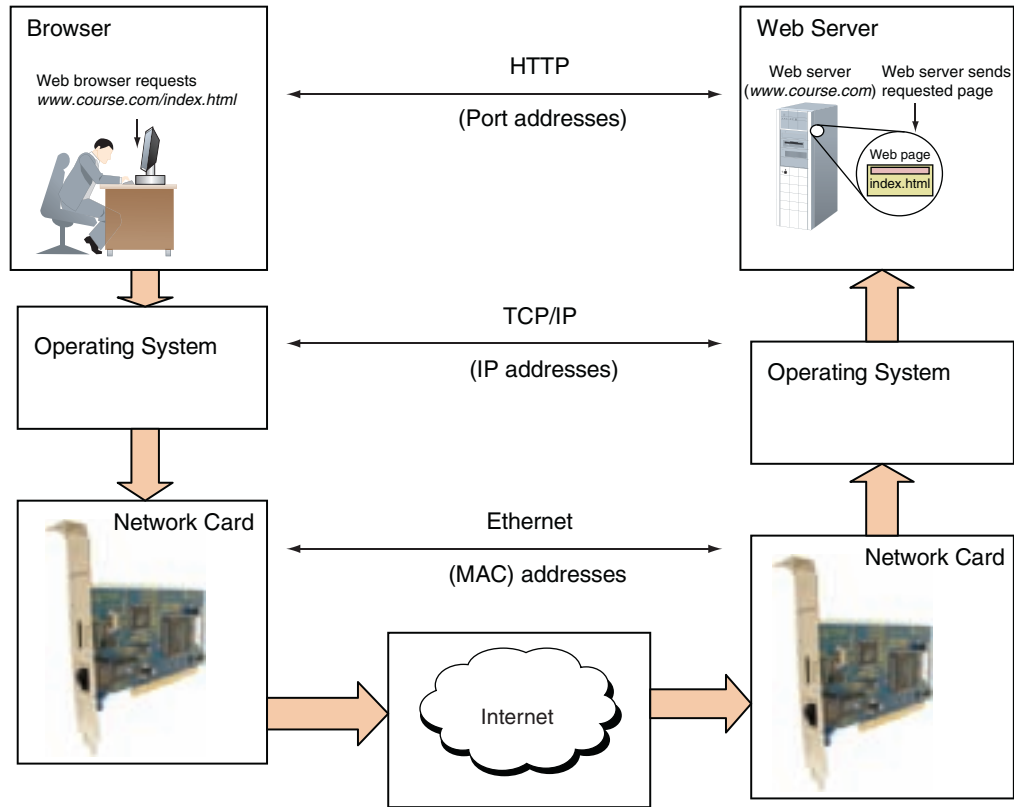 Browser
Web browser requests
www.course.com/index.html
HTTP
(Port addresses)
Web Server
Web server
(www.course.com)
Web server sends
requested page
Web page
index.html
Operating System
TCP/IP
(IP addresses)
Operating System
Network Card
Ethernet
(MAC) addresses
Network Card
Internet